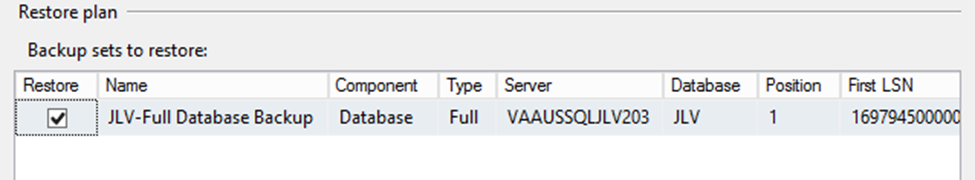 Restore plan
Backup sets to restore:
Restore Name Component Type Server Database Position First LSN
JLV-Full Database Backup Database Full VAAUSSQLJLV203 JLV 1 169794500000